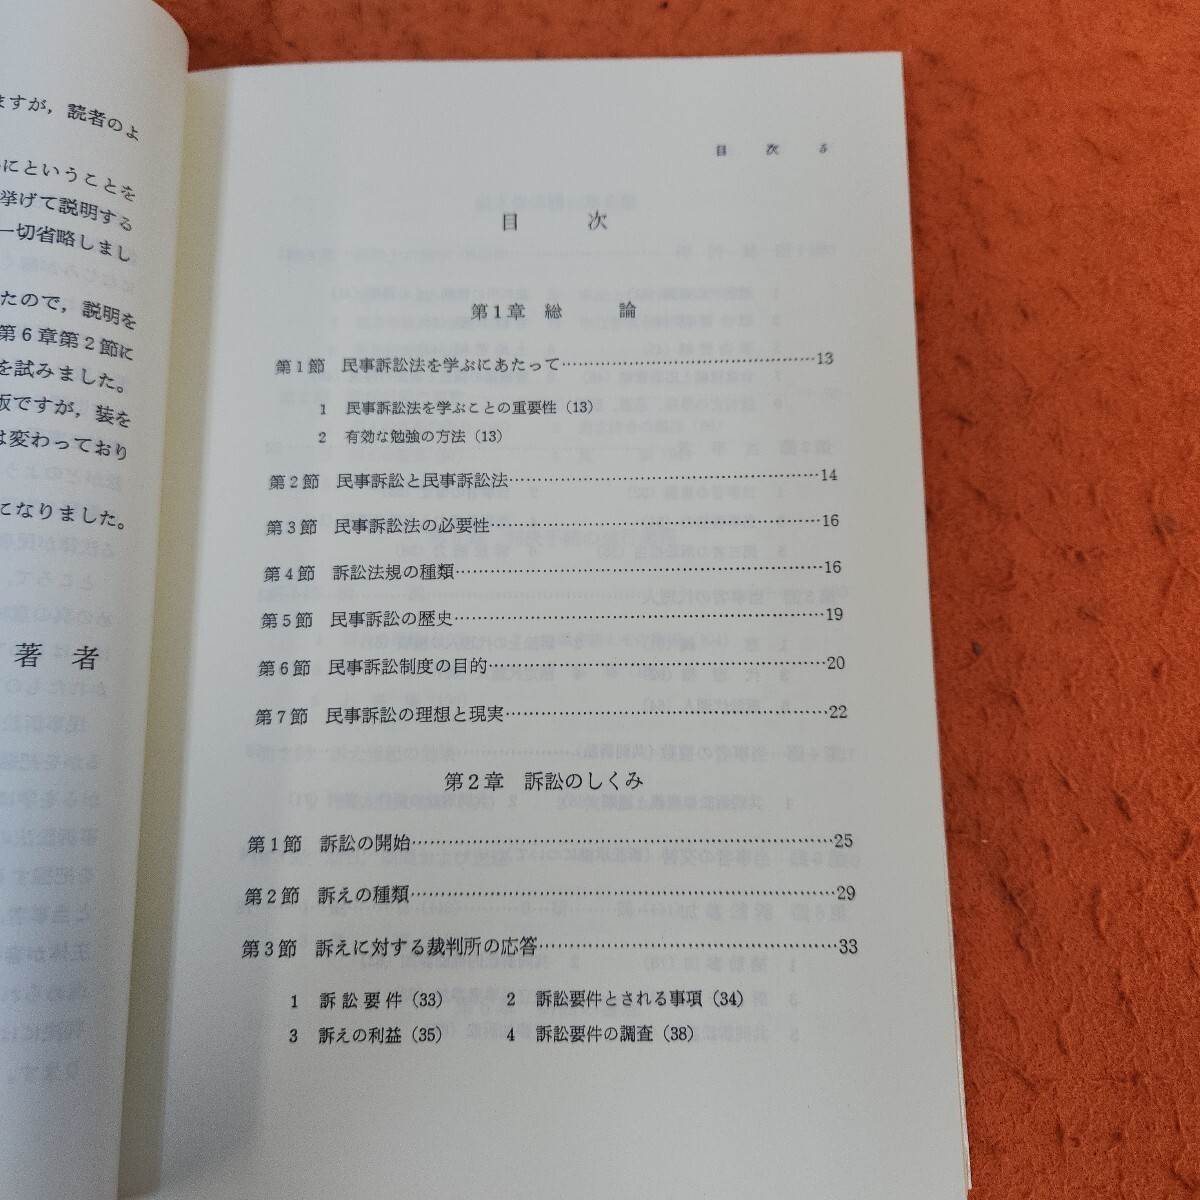 ますが，読者のよ
にということを
挙げて説明する
一切省略しまし
たので，説明を
第6章第2節に
を試みました。
版ですが，装を
は変わっており
になりました。
著者
目次 5
目次
第1章 総論
第1節 民事訴訟法を学ぶにあたって……13
1 民事訴訟法を学ぶことの重要性（13）
2 有効な勉強の方法（13）
第2節 民事訴訟と民事訴訟法……14
第3節 民事訴訟法の必要性……16
第4節 訴訟法規の種類……16
第5節 民事訴訟の歴史……19
第6節 民事訴訟制度の目的……20
第7節 民事訴訟の理想と現実……22
第2章 訴訟のしくみ
第1節 訴訟の開始……25
第2節 訴えの種類……29
第3節 訴えに対する裁判所の応答……33
1 訴訟要件（33） 2 訴訟要件とされる事項（34）
3 訴えの利益（35） 4 訴訟要件の調査（38）